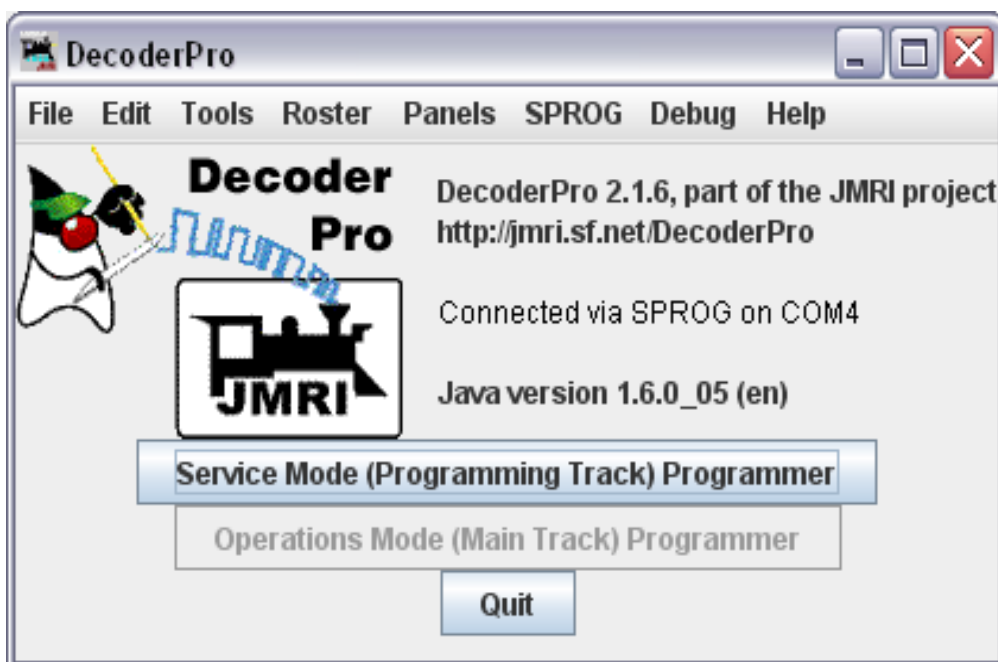 DecoderPro
File Edit Tools Roster Panels SPROG Debug Help
Decoder
Pro
JMRI
DecoderPro 2.1.6, part of the JMRI project
http://jmri.sf.net/DecoderPro
Connected via SPROG on COM4
Java version 1.6.0_05 (en)
Service Mode (Programming Track) Programmer
Operations Mode (Main Track) Programmer
Quit